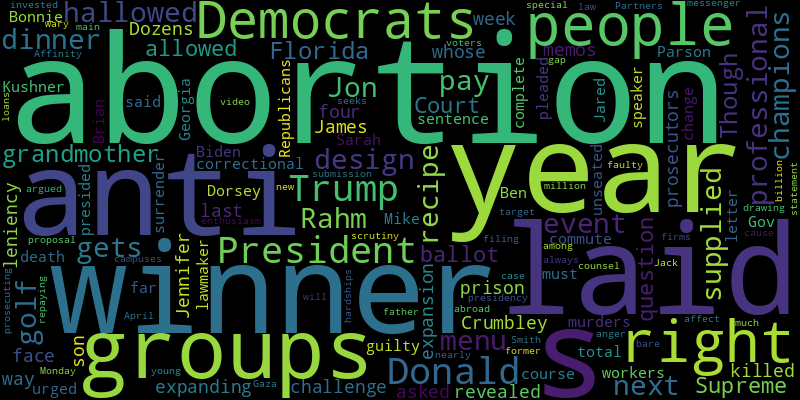 invested
wary
main
Bonnie
hallowed
Democrats
people
special
law
Partners
messenger
dinner
Affinity
Dozens
allowed
Florida
week
whose
voters
gap
memos
Parson
professional
champions
abortion
Jon
pay
Though
Kushner
loans
said
Brian
video
Georgia
Republicans
four
Court
seeks
complete
pleaded
Jared
speaker
prosecutors
change
sentence
James
Sarah
grandmother
Biden
correctional
design
recipe
year
anti
leniency
argued
presided
surrender
Dorsey
new
submission
Trump
Ben
million
faulty
unseated
billion
statement
last
enthusiasm
Rahm
Mike
target
event
drawing
letter
Gov
cause
proposal
gets
President
scrutiny
ballot
filing
among
commute
question
supplied
firms
laid
death
campuses
Jennifer
lawmaker
winner
case
always
counsel
must
Jack
prosecuting
golf
repaying
April
far
will
hardships
presidency
expansion
prison
father
abroad
menu
Crumbley
murders
affect
much
groups
s
right
anger
bare
face
son
guilty
nearly
Smith
former
total
killed
way
Monday
young
Donald
course
workers
urged
expanding
Gaza
challenge
asked
revealed
next
Supreme